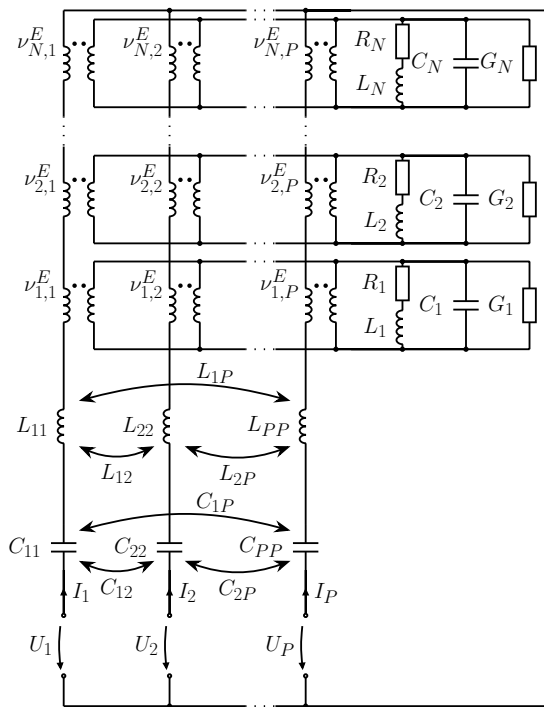 ν^E_{N,1} ν^E_{N,2} ν^E_{N,P} R_N L_N C_N G_N
ν^E_{2,1} ν^E_{2,2} ν^E_{2,P} R_2 L_2 C_2 G_2
ν^E_{1,1} ν^E_{1,2} ν^E_{1,P} R_1 L_1 C_1 G_1
L_{1P}
L_{11} L_{22} L_{PP}
L_{12} L_{2P}
C_{1P}
C_{11} C_{22} C_{PP}
C_{12} C_{2P}
I_1 I_2 I_P
U_1 U_2 U_P